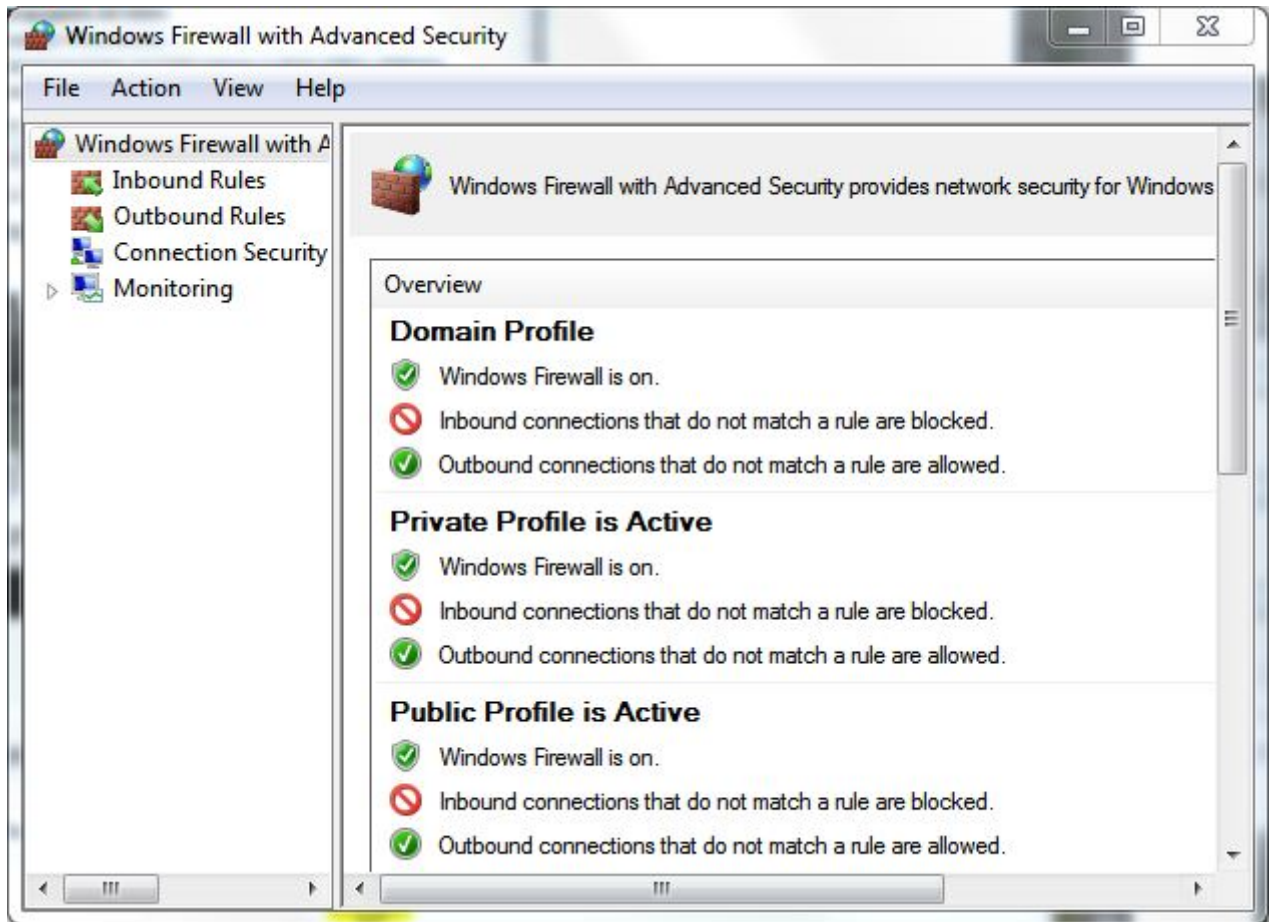 Windows Firewall with Advanced Security
File Action View Help
Windows Firewall with A
Inbound Rules
Outbound Rules
Connection Security
Monitoring
Windows Firewall with Advanced Security provides network security for Windows
Overview
Domain Profile
Windows Firewall is on.
Inbound connections that do not match a rule are blocked.
Outbound connections that do not match a rule are allowed.
Private Profile is Active
Windows Firewall is on.
Inbound connections that do not match a rule are blocked.
Outbound connections that do not match a rule are allowed.
Public Profile is Active
Windows Firewall is on.
Inbound connections that do not match a rule are blocked.
Outbound connections that do not match a rule are allowed.